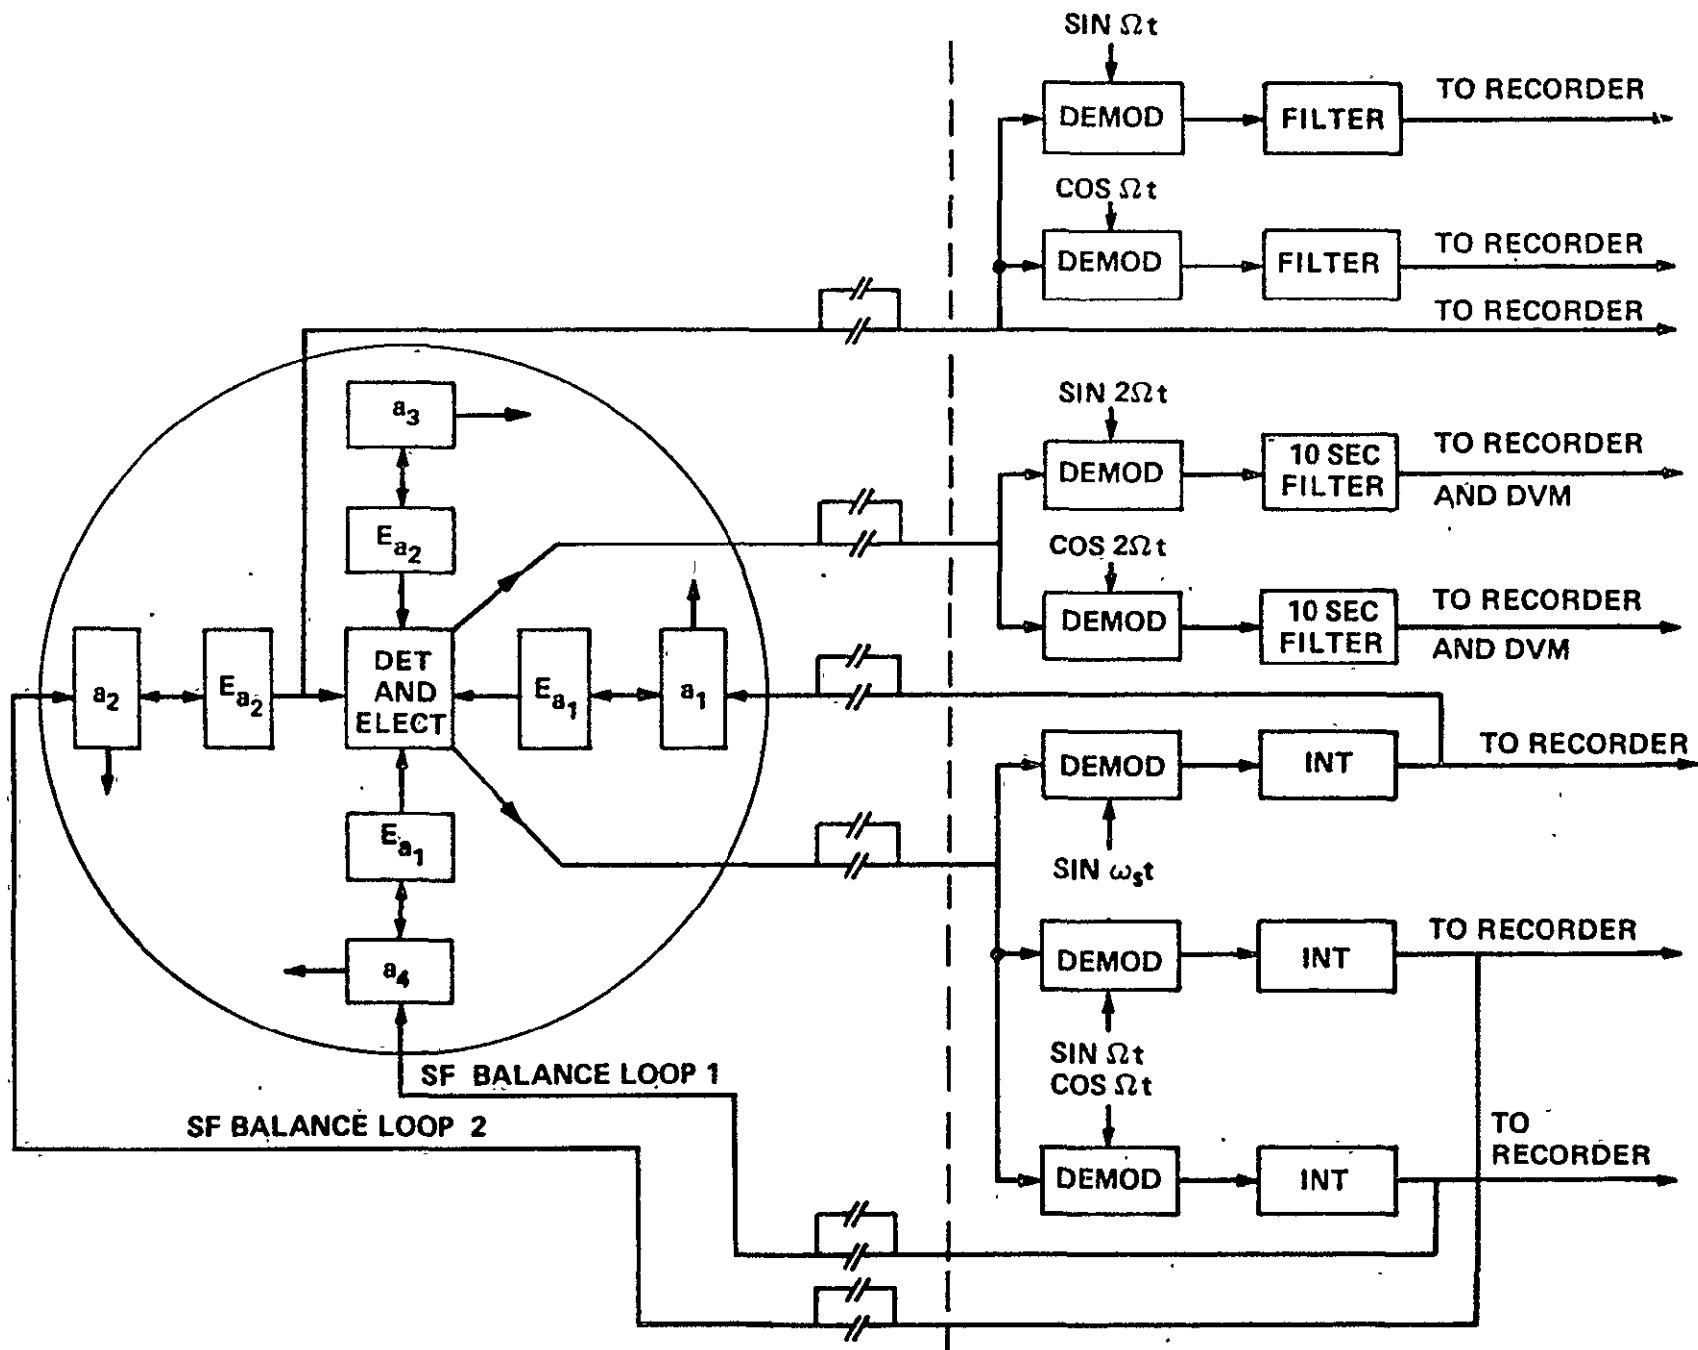 SIN Ωt
DEMOD
FILTER
TO RECORDER
COS Ωt
DEMOD
FILTER
TO RECORDER
TO RECORDER
a₃
Eₐ₂
SIN 2Ωt
DEMOD
10 SEC
FILTER
TO RECORDER
AND DVM
COS 2Ωt
DEMOD
10 SEC
FILTER
TO RECORDER
AND DVM
a₂
Eₐ₂
DET
AND
ELECT
Eₐ₁
a₁
DEMOD
INT
TO RECORDER
SIN ωₛt
Eₐ₁
a₄
DEMOD
INT
TO RECORDER
SIN Ωt
COS Ωt
SF BALANCE LOOP 1
SF BALANCE LOOP 2
DEMOD
INT
TO
RECORDER